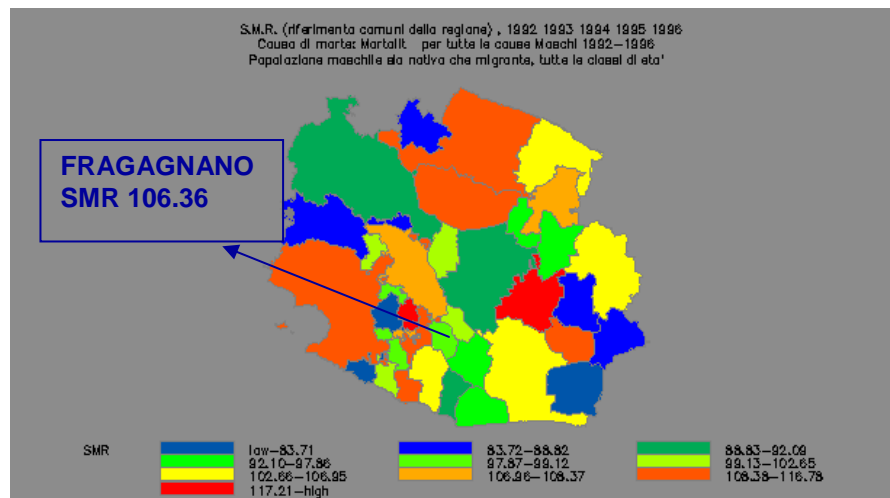 S.M.R. (riferimento comuni della regione) , 1992 1993 1994 1995 1996
Causa di morte: Mortalit  per tutte le cause Maschi 1992-1996
Popolazione maschile sia nativa che migrante, tutte le classi di eta'
FRAGAGNANO
SMR 106.36
SMR
low-83.71
83.72-88.82
88.83-92.09
92.10-97.86
97.87-99.12
99.13-102.65
102.66-106.95
106.96-108.37
108.38-116.78
117.21-high